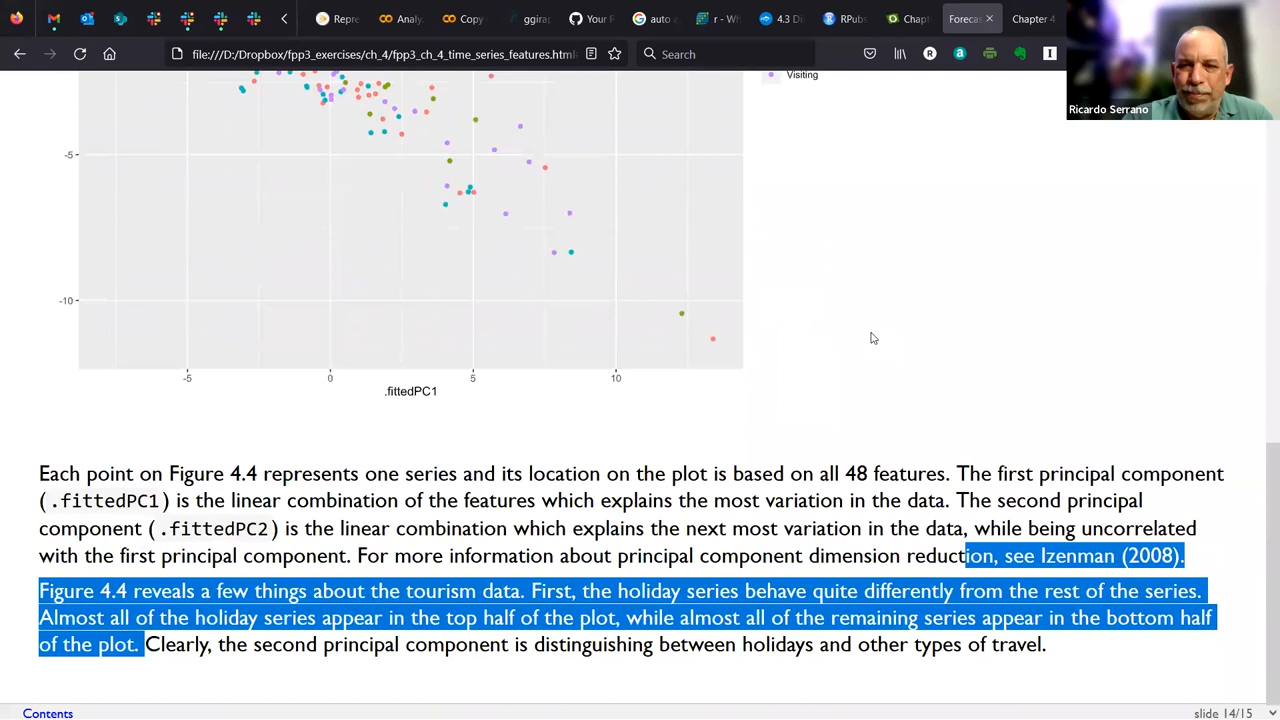 Repre
Analy.
Copy
ggirap
Your R
auto a
r - Wh
4.3 Di
RPubs
Chapt
Forecas
Chapter 4
file:///D:/Dropbox/fpp3_exercises/ch_4/fpp3_ch_4_time_series_features.html
Search
Ricardo Serrano
Visiting
-5
-10
-5 0 5 10
.fittedPC1
Each point on Figure 4.4 represents one series and its location on the plot is based on all 48 features. The first principal component
(.fittedPC1) is the linear combination of the features which explains the most variation in the data. The second principal
component (.fittedPC2) is the linear combination which explains the next most variation in the data, while being uncorrelated
with the first principal component. For more information about principal component dimension reduction, see Izenman (2008).
Figure 4.4 reveals a few things about the tourism data. First, the holiday series behave quite differently from the rest of the series.
Almost all of the holiday series appear in the top half of the plot, while almost all of the remaining series appear in the bottom half
of the plot. Clearly, the second principal component is distinguishing between holidays and other types of travel.
Contents
slide 14/15